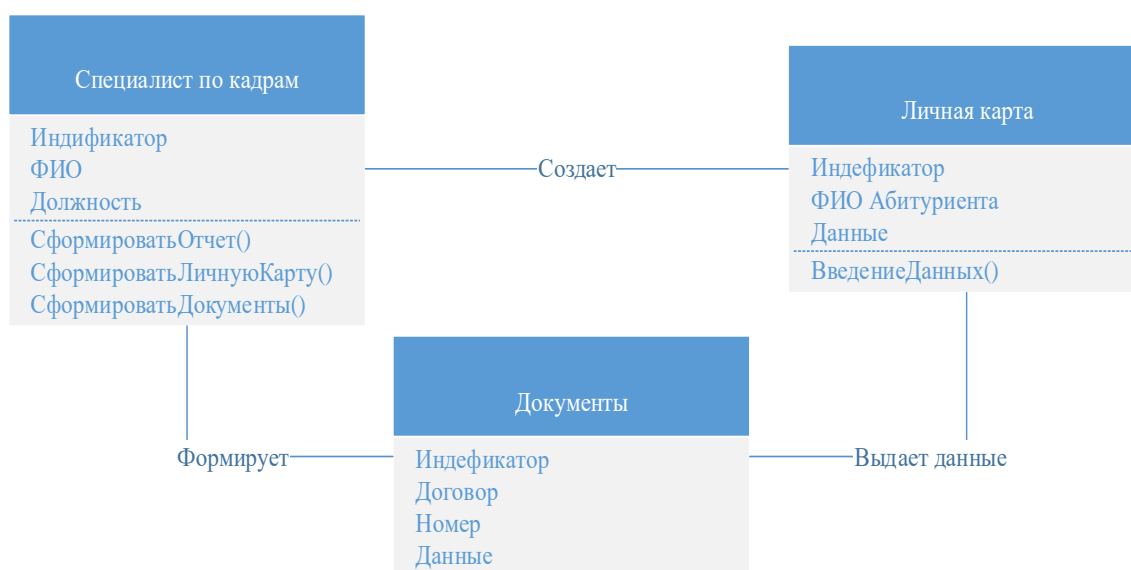 Специалист по кадрам
Индификатор
ФИО
Должность
СформироватьОтчет()
СформироватьЛичнуюКарту()
СформироватьДокументы()
Создает
Личная карта
Индефикатор
ФИО Абитуриента
Данные
ВведениеДанных()
Формирует
Документы
Индефикатор
Договор
Номер
Данные
Выдает данные